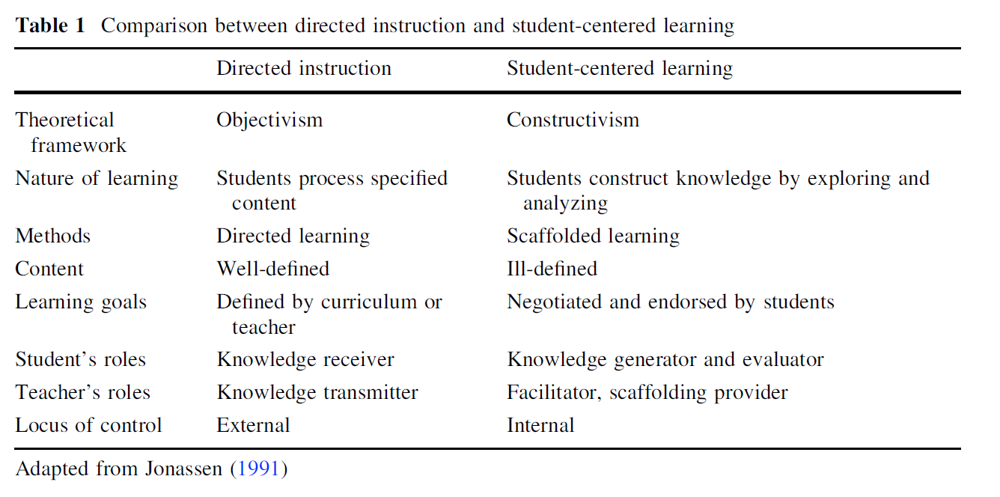 Table 1 Comparison between directed instruction and student-centered learning
Directed instruction Student-centered learning
Theoretical framework Objectivism Constructivism
Nature of learning Students process specified content Students construct knowledge by exploring and analyzing
Methods Directed learning Scaffolded learning
Content Well-defined Ill-defined
Learning goals Defined by curriculum or teacher Negotiated and endorsed by students
Student’s roles Knowledge receiver Knowledge generator and evaluator
Teacher’s roles Knowledge transmitter Facilitator, scaffolding provider
Locus of control External Internal
Adapted from Jonassen (1991)